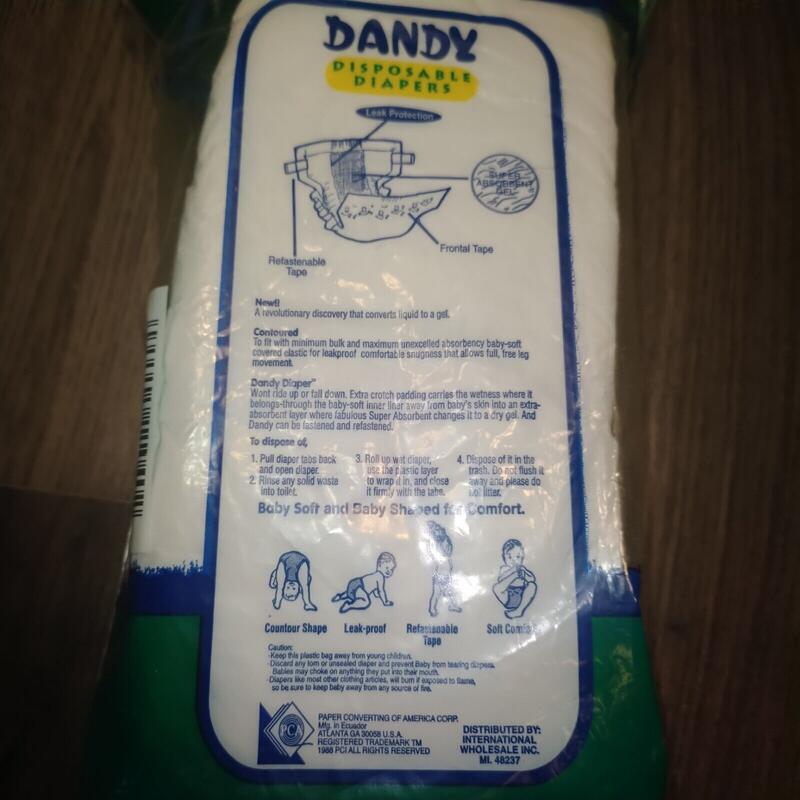 DANDY
DISPOSABLE
DIAPERS
Leak Protection
SUPER
ABSORBENT
GEL
Frontal Tape
Refastenable
Tape
New!!
A revolutionary discovery that converts liquid to a gel.
Contoured
To fit with minimum bulk and maximum unexcelled absorbency baby-soft
covered elastic for leakproof comfortable snugness that allows full, free leg
movement.
Dandy Diaper™
Wont ride up or fall down. Extra crotch padding carries the wetness where it
belongs-through the baby-soft inner liner away from baby's skin into an extra-
absorbent layer where fabulous Super Absorbent changes it to a dry gel. And
Dandy can be fastened and refastened.
To dispose of,
1. Pull diaper tabs back
and open diaper.
2. Rinse any solid waste
into toilet.
3. Roll up wet diaper,
use the plastic layer
to wrap it in, and close
it firmly with the tabe.
4. Dispose of it in the
trash. Do not flush it
away and please do
not litter.
Baby Soft and Baby Shaped for Comfort.
Countour Shape
Leak-proof
Refastenable
Tape
Soft Comfort
Caution:
-Keep this plastic bag away from young children.
-Discard any torn or unsealed diaper and prevent Baby from tearing diapers.
Babies may choke on anything they put into their mouth.
-Diapers like most other clothing articles, will burn if exposed to flame,
so be sure to keep baby away from any source of fire.
PCA
PAPER CONVERTING OF AMERICA CORP.
Mfg. in Ecuador
ATLANTA GA 30058 U.S.A.
REGISTERED TRADEMARK TM
1988 PCI ALL RIGHTS RESERVED
DISTRIBUTED BY:
INTERNATIONAL
WHOLESALE INC.
MI. 48237